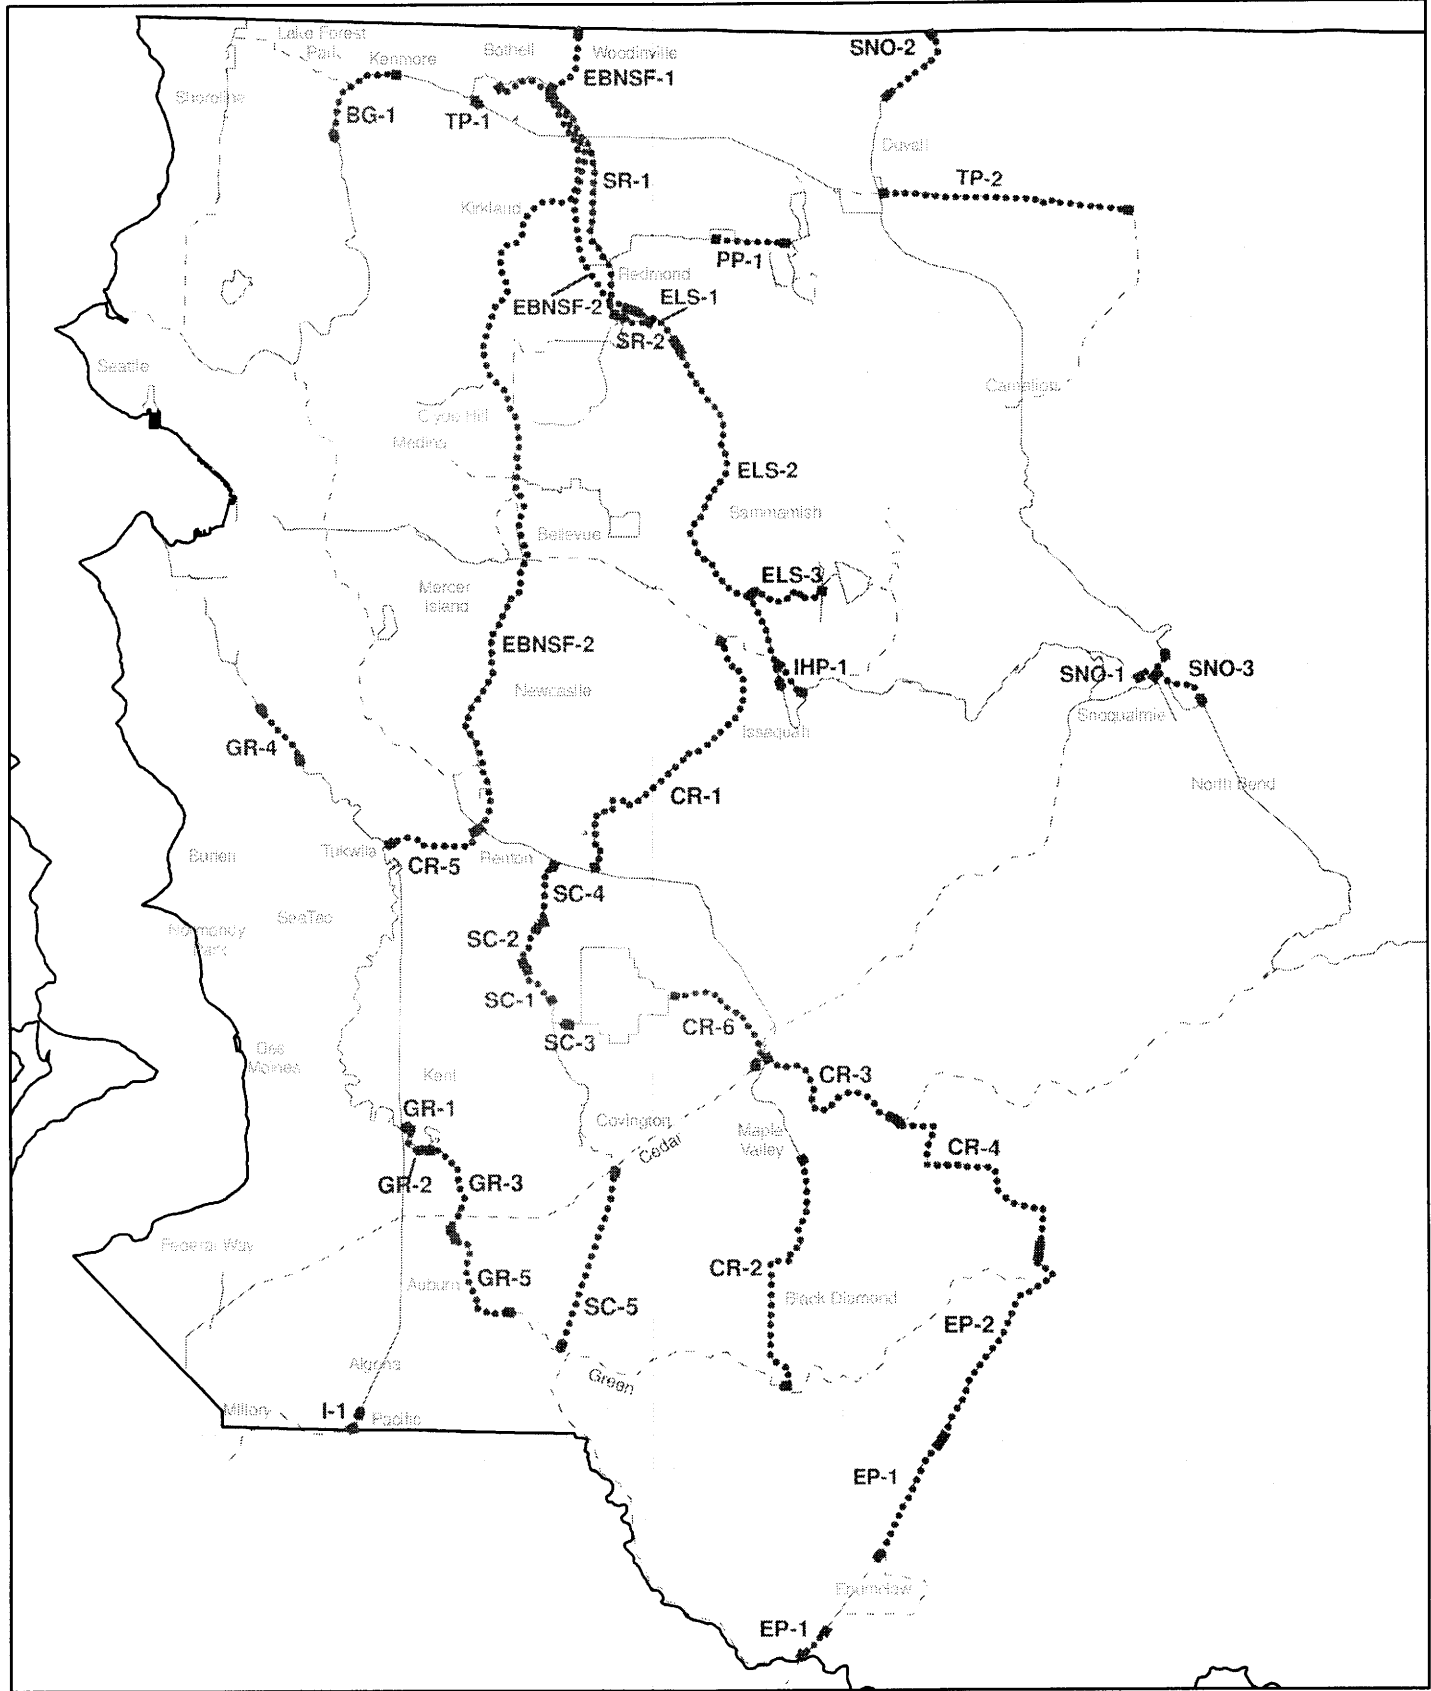 Lake Forest
Park
Kenmore
Bothell
Woodinville
SNO-2
EBNSF-1
Shoreline
BG-1
TP-1
Duvall
SR-1
TP-2
Kirkland
PP-1
Redmond
EBNSF-2
ELS-1
SR-2
Seattle
Carnation
Clyde Hill
Medina
ELS-2
Sammamish
Bellevue
ELS-3
Mercer
Island
EBNSF-2
IHP-1
SNO-1
SNO-3
Newcastle
Snoqualmie
Issaquah
GR-4
North Bend
CR-1
Tukwila
Burien
CR-5
Renton
SC-4
SeaTac
Normandy
Park
SC-2
SC-1
CR-6
SC-3
Des
Moines
Kent
CR-3
GR-1
Covington
Maple
Valley
Cedar
CR-4
GR-2
GR-3
Federal Way
CR-2
Auburn
GR-5
Black Diamond
SC-5
EP-2
Algona
Green
Milton
I-1
Pacific
EP-1
Enumclaw
EP-1